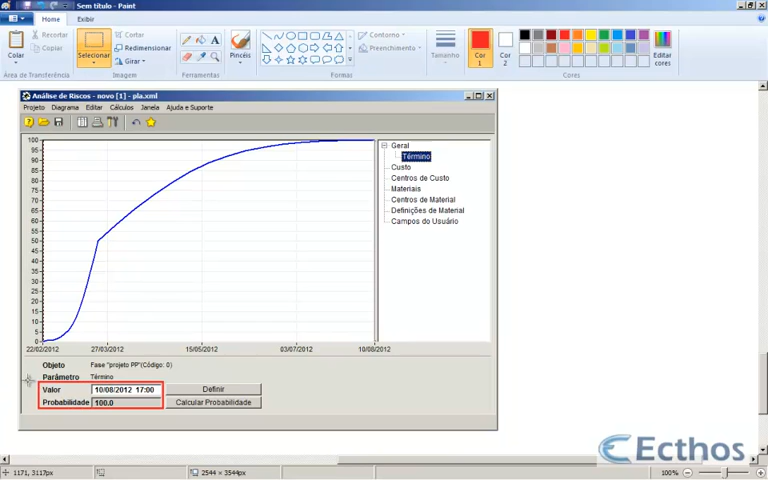 Sem título - Paint
Home
Exibir
Colar
Recortar
Copiar
Área de Transferência
Selecionar
Cortar
Redimensionar
Girar
Imagem
Ferramentas
Pincéis
Formas
Contorno
Preenchimento
Tamanho
Cor
1
Cor
2
Cores
Editar
cores
Análise de Riscos - novo [1] - pla.xml
Projeto Diagrama Editar Cálculos Janela Ajuda e Suporte
100
95
90
85
80
75
70
65
60
55
50
45
40
35
30
25
20
15
10
5
0
22/02/2012 27/03/2012 15/05/2012 03/07/2012 10/08/2012
Geral
Término
Custo
Centros de Custo
Materiais
Centros de Material
Definições de Material
Campos do Usuário
Objeto Fase "projeto PP"(Código: 0)
Parâmetro Término
Valor 10/08/2012 17:00 Definir
Probabilidade 100.0 Calcular Probabilidade
Ecthos
1171, 3117px
2544 × 3544px
100%